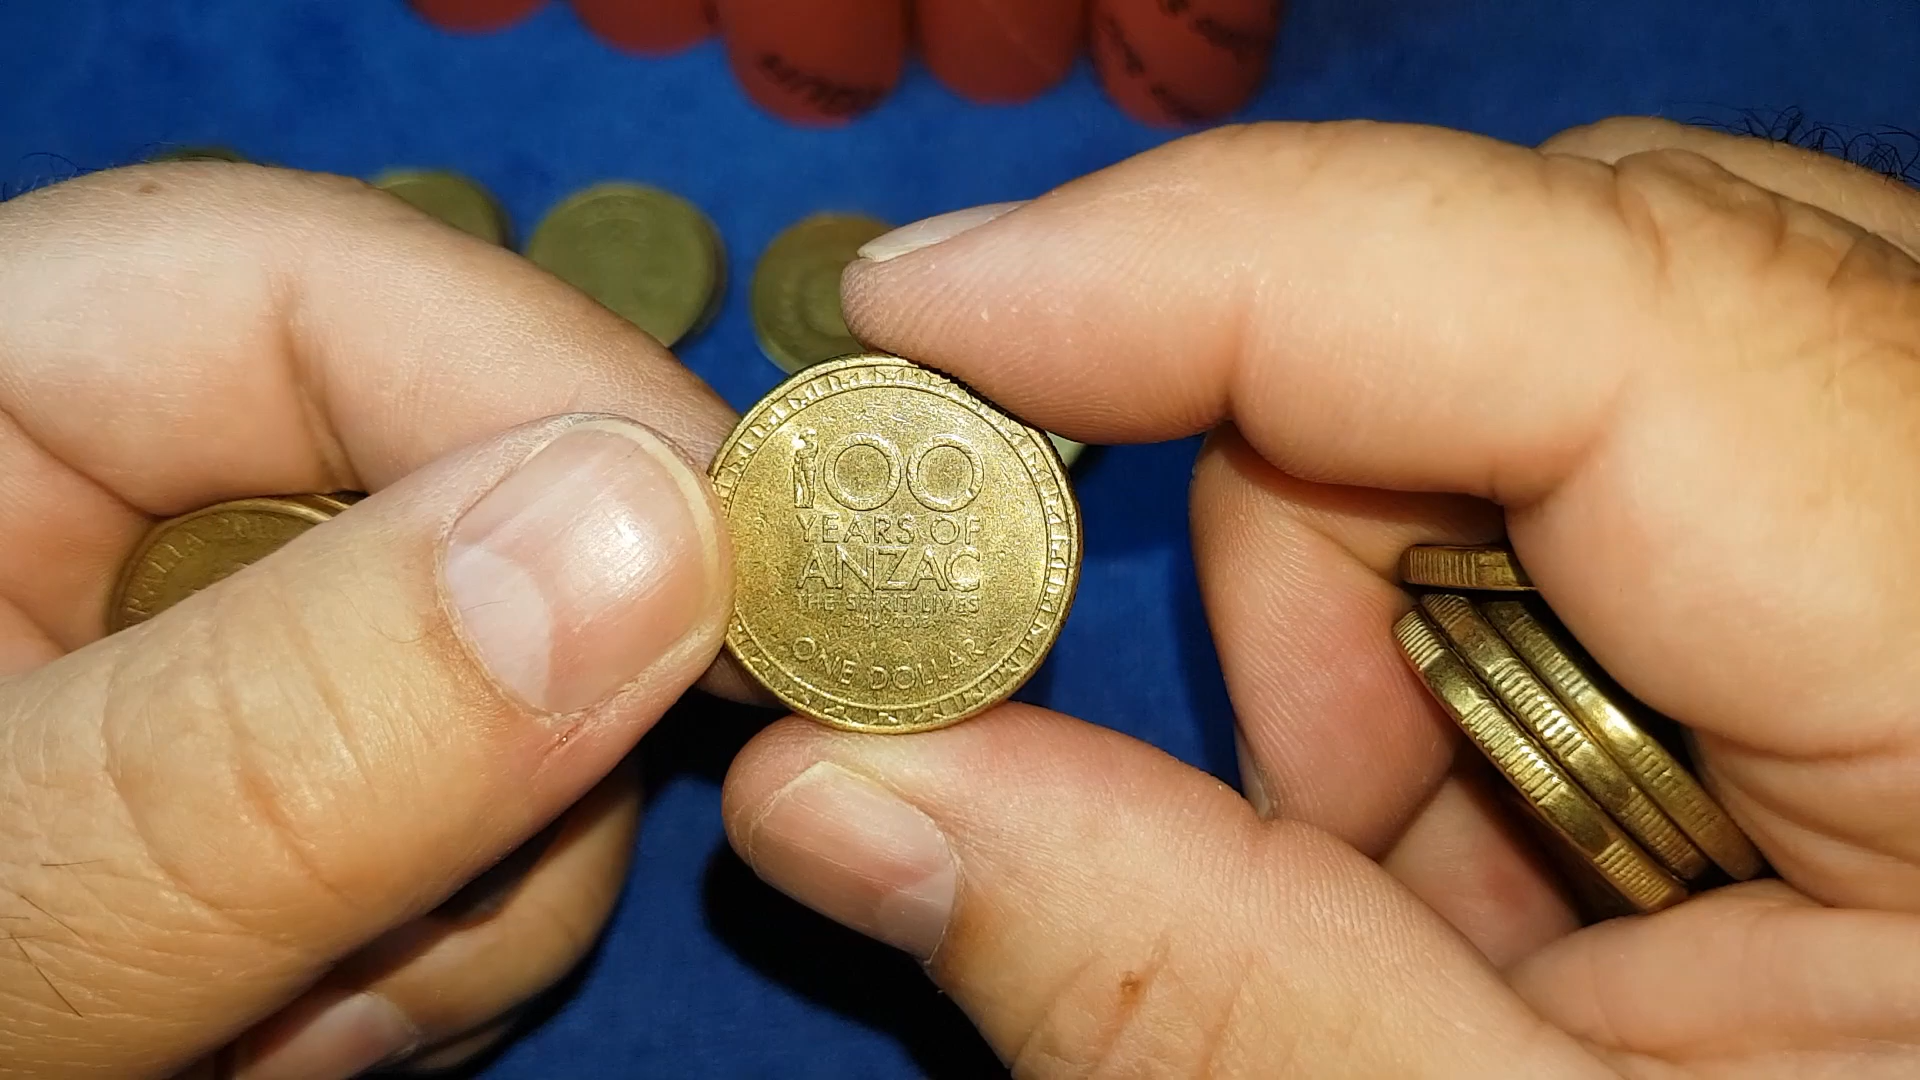 100
YEARS OF
ANZAC
THE SPIRIT LIVES
ONE DOLLAR